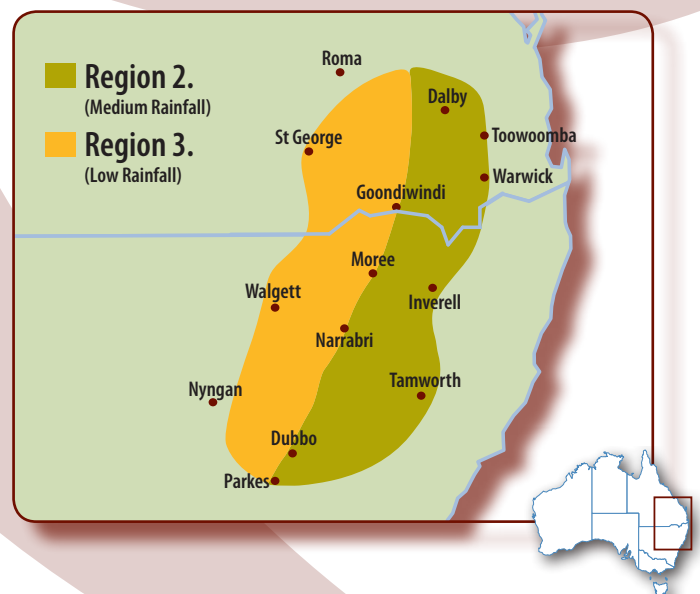 Region 2.
(Medium Rainfall)
Region 3.
(Low Rainfall)
Roma
Dalby
St George
Toowoomba
Warwick
Goondiwindi
Moree
Walgett
Inverell
Narrabri
Nyngan
Tamworth
Dubbo
Parkes